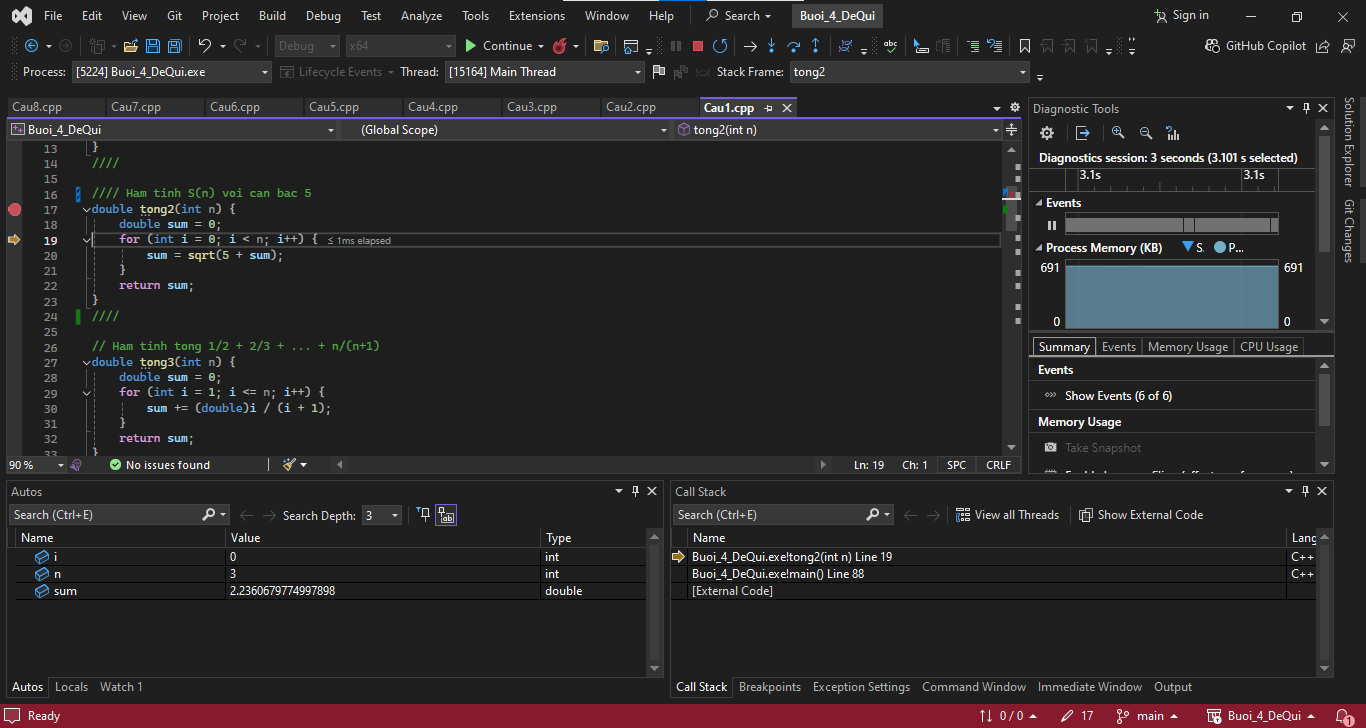 File Edit View Git Project Build Debug Test Analyze Tools Extensions Window Help Search Buoi_4_DeQui Sign in
Debug x64 Continue GitHub Copilot
Process: [5224] Buoi_4_DeQui.exe Lifecycle Events Thread: [15164] Main Thread Stack Frame: tong2
Cau8.cpp Cau7.cpp Cau6.cpp Cau5.cpp Cau4.cpp Cau3.cpp Cau2.cpp Cau1.cpp
Buoi_4_DeQui (Global Scope) tong2(int n)
13 }
14 ////
15
16 //// Ham tinh S(n) voi can bac 5
17 double tong2(int n) {
18 double sum = 0;
19 for (int i = 0; i < n; i++) { ≤ 1ms elapsed
20 sum = sqrt(5 + sum);
21 }
22 return sum;
23 }
24 ////
25
26 // Ham tinh tong 1/2 + 2/3 + ... + n/(n+1)
27 double tong3(int n) {
28 double sum = 0;
29 for (int i = 1; i <= n; i++) {
30 sum += (double)i / (i + 1);
31 }
32 return sum;
33 }
90 % No issues found Ln: 19 Ch: 1 SPC CRLF
Diagnostic Tools
Diagnostics session: 3 seconds (3.101 s selected)
3.1s 3.1s
Events
Process Memory (KB) S. P...
691 691
0 0
Summary Events Memory Usage CPU Usage
Events
Show Events (6 of 6)
Memory Usage
Take Snapshot
Solution Explorer
Git Changes
Autos
Search (Ctrl+E) Search Depth: 3
Name Value Type
i 0 int
n 3 int
sum 2.2360679774997898 double
Autos Locals Watch 1
Call Stack
Search (Ctrl+E) View all Threads Show External Code
Name Lang
Buoi_4_DeQui.exe!tong2(int n) Line 19 C++
Buoi_4_DeQui.exe!main() Line 88 C++
[External Code]
Call Stack Breakpoints Exception Settings Command Window Immediate Window Output
Ready 0 / 0 17 main Buoi_4_DeQui 1